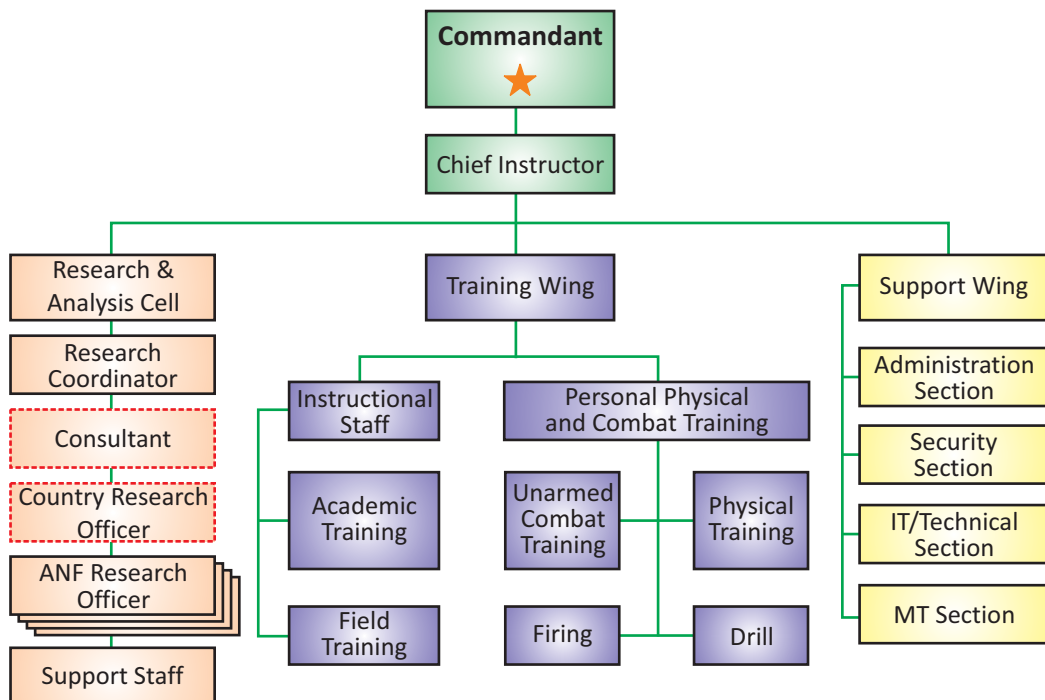 Commandant
Chief Instructor
Research &
Analysis Cell
Research
Coordinator
Consultant
Country Research
Officer
ANF Research
Officer
Support Staff
Training Wing
Instructional
Staff
Academic
Training
Field
Training
Personal Physical
and Combat Training
Unarmed
Combat
Training
Physical
Training
Firing
Drill
Support Wing
Administration
Section
Security
Section
IT/Technical
Section
MT Section